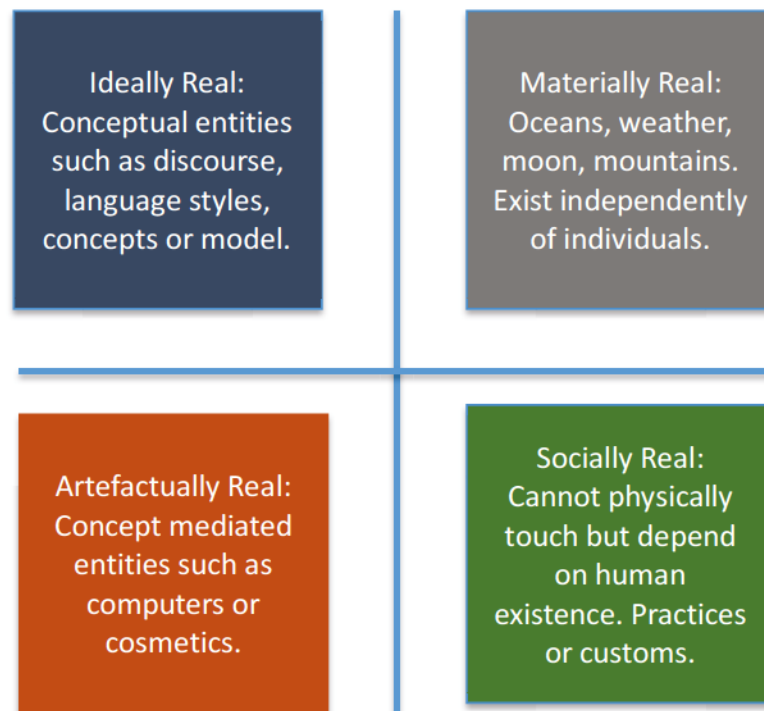 Ideally Real:
Conceptual entities
such as discourse,
language styles,
concepts or model.
Materially Real:
Oceans, weather,
moon, mountains.
Exist independently
of individuals.
Artefactually Real:
Concept mediated
entities such as
computers or
cosmetics.
Socially Real:
Cannot physically
touch but depend
on human
existence. Practices
or customs.